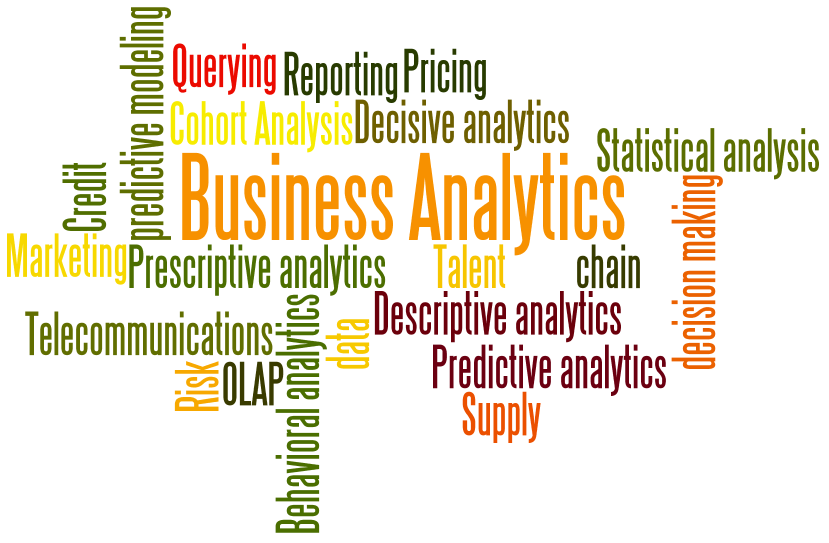 predictive modeling
Querying
Reporting
Pricing
Cohort Analysis
Decisive analytics
Statistical analysis
Credit
Business Analytics
decision making
Marketing
Prescriptive analytics
Talent
chain
Telecommunications
Behavioral analytics
data
Descriptive analytics
Risk
OLAP
Predictive analytics
Supply